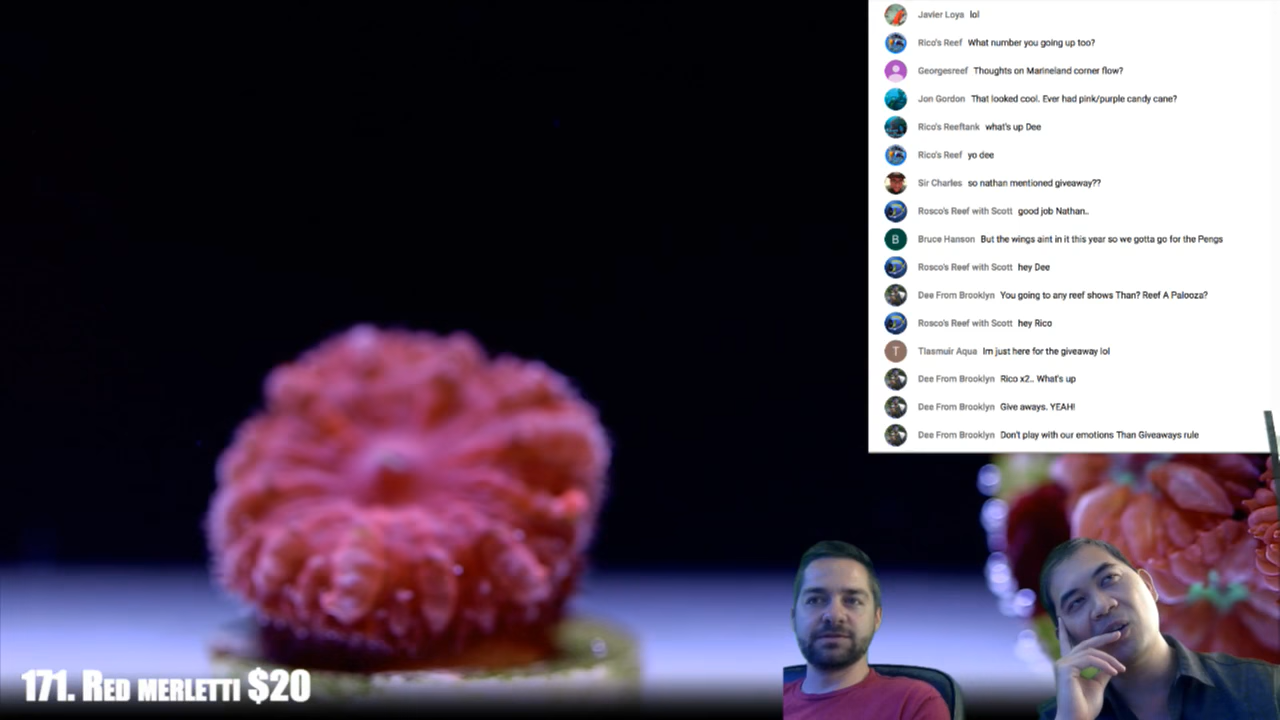 Javier Loya lol
Rico's Reef What number you going up too?
Georgesreef Thoughts on Marineland corner flow?
Jon Gordon That looked cool. Ever had pink/purple candy cane?
Rico's Reeftank what's up Dee
Rico's Reef yo dee
Sir Charles so nathan mentioned giveaway??
Rosco's Reef with Scott good job Nathan..
B Bruce Hanson But the wings aint in it this year so we gotta go for the Pengs
Rosco's Reef with Scott hey Dee
Dee From Brooklyn You going to any reef shows Than? Reef A Palooza?
Rosco's Reef with Scott hey Rico
T Tlasmuir Aqua Im just here for the giveaway lol
Dee From Brooklyn Rico x2.. What's up
Dee From Brooklyn Give aways. YEAH!
Dee From Brooklyn Don't play with our emotions Than Giveaways rule
171. RED MERLETTI $20